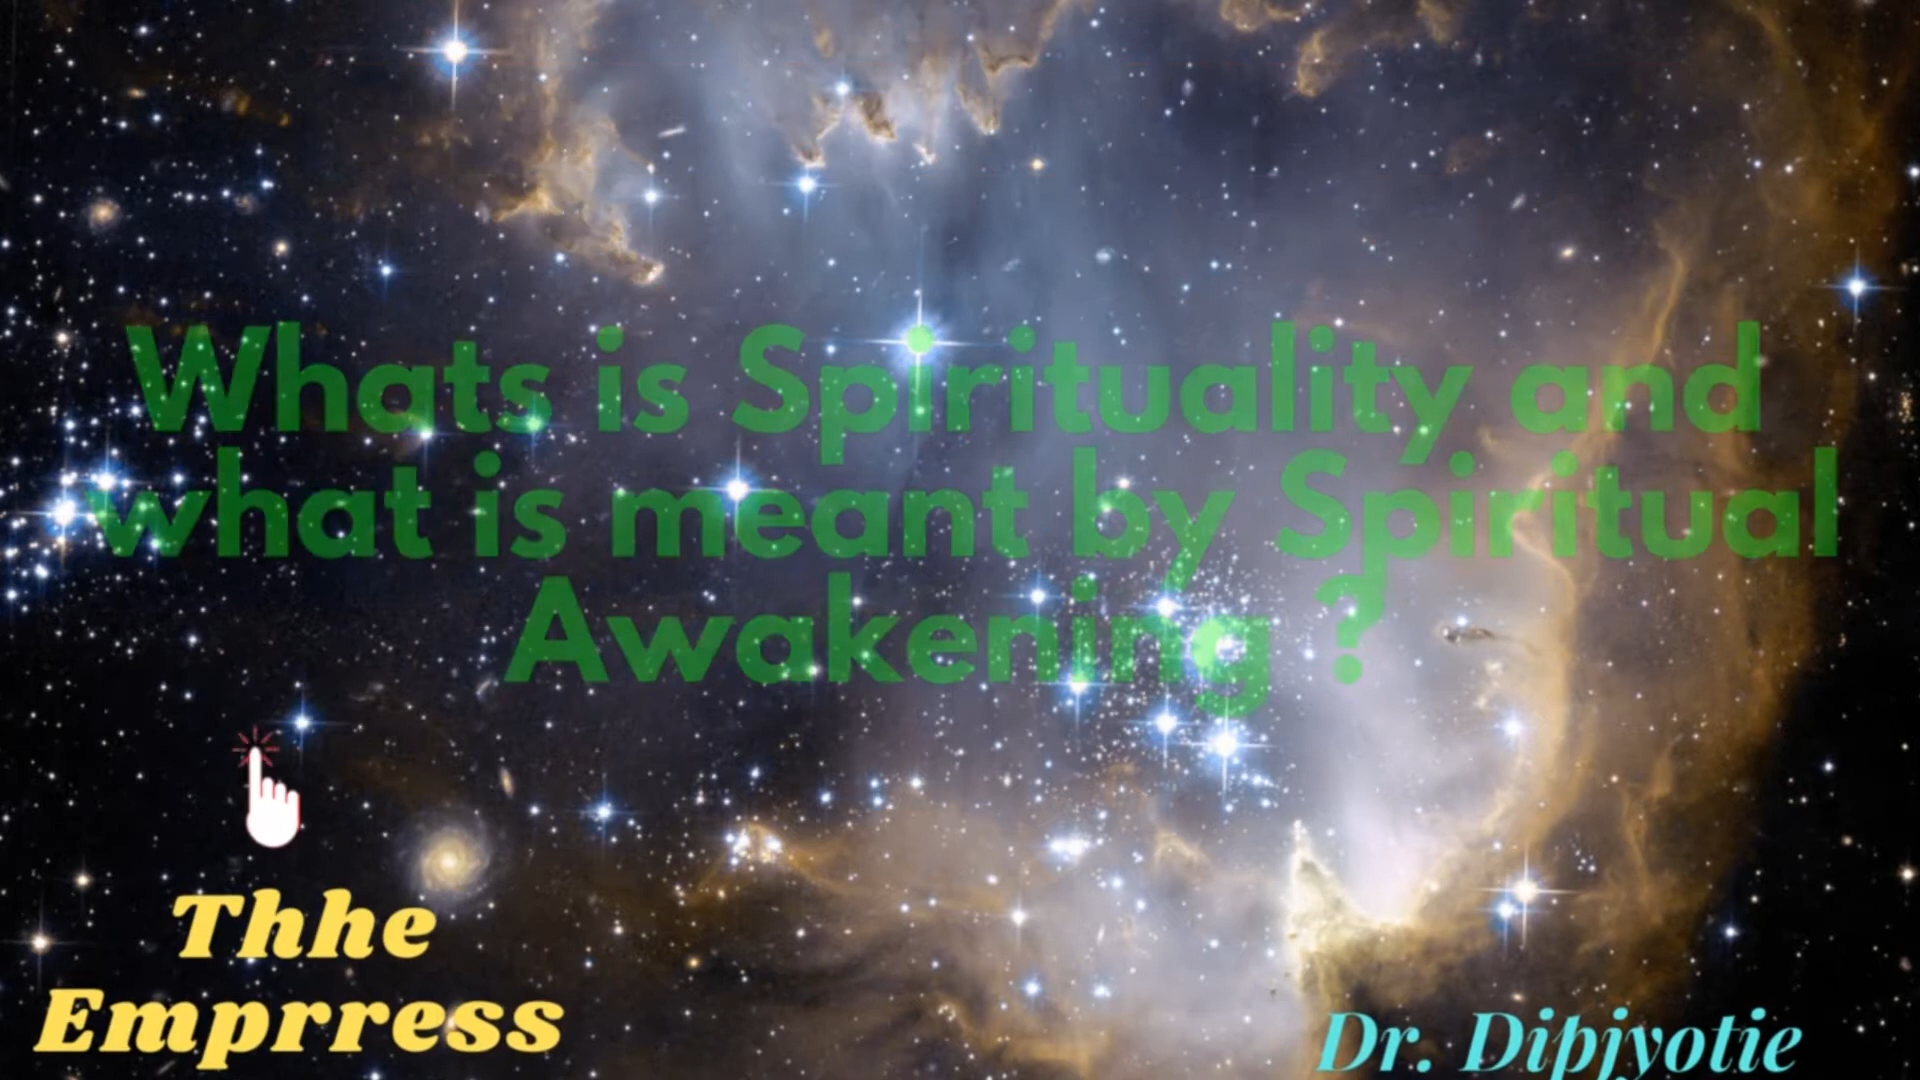 Whats is Spirituality and
what is meant by Spiritual
Awakening ?
Thhe
Emprress
Dr. Dipjyotie